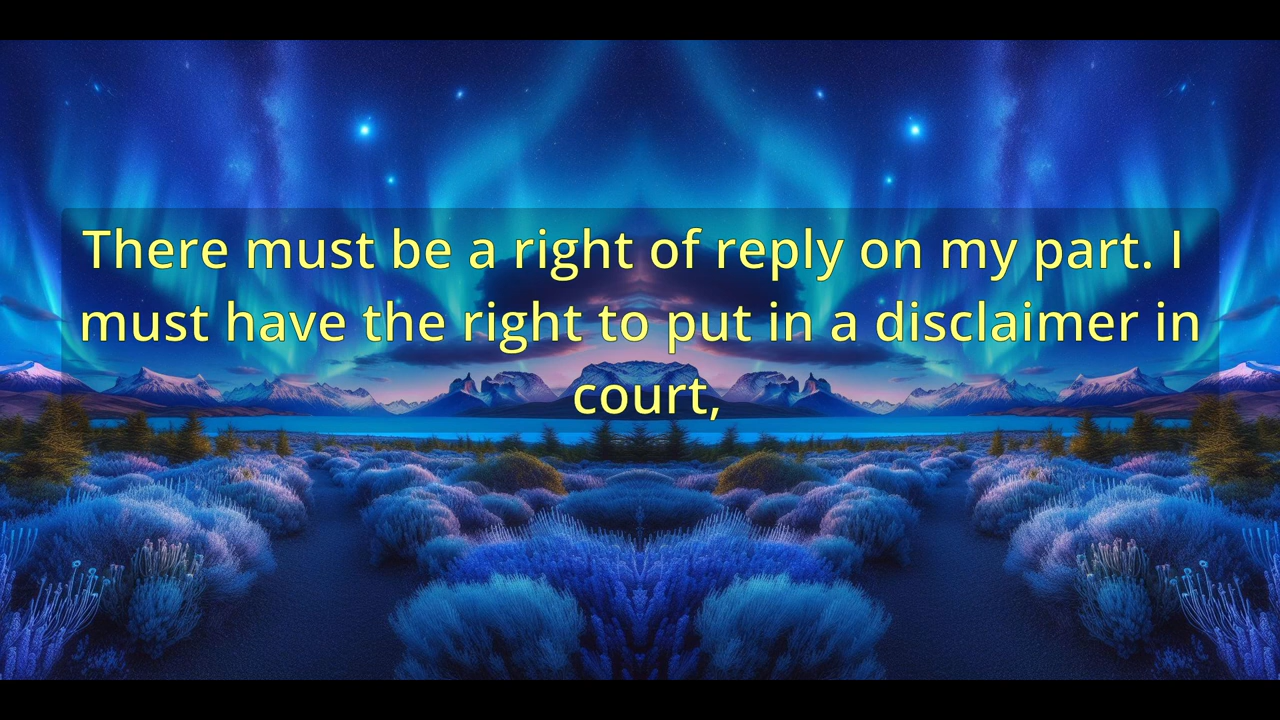 There must be a right of reply on my part. I
must have the right to put in a disclaimer in
court,